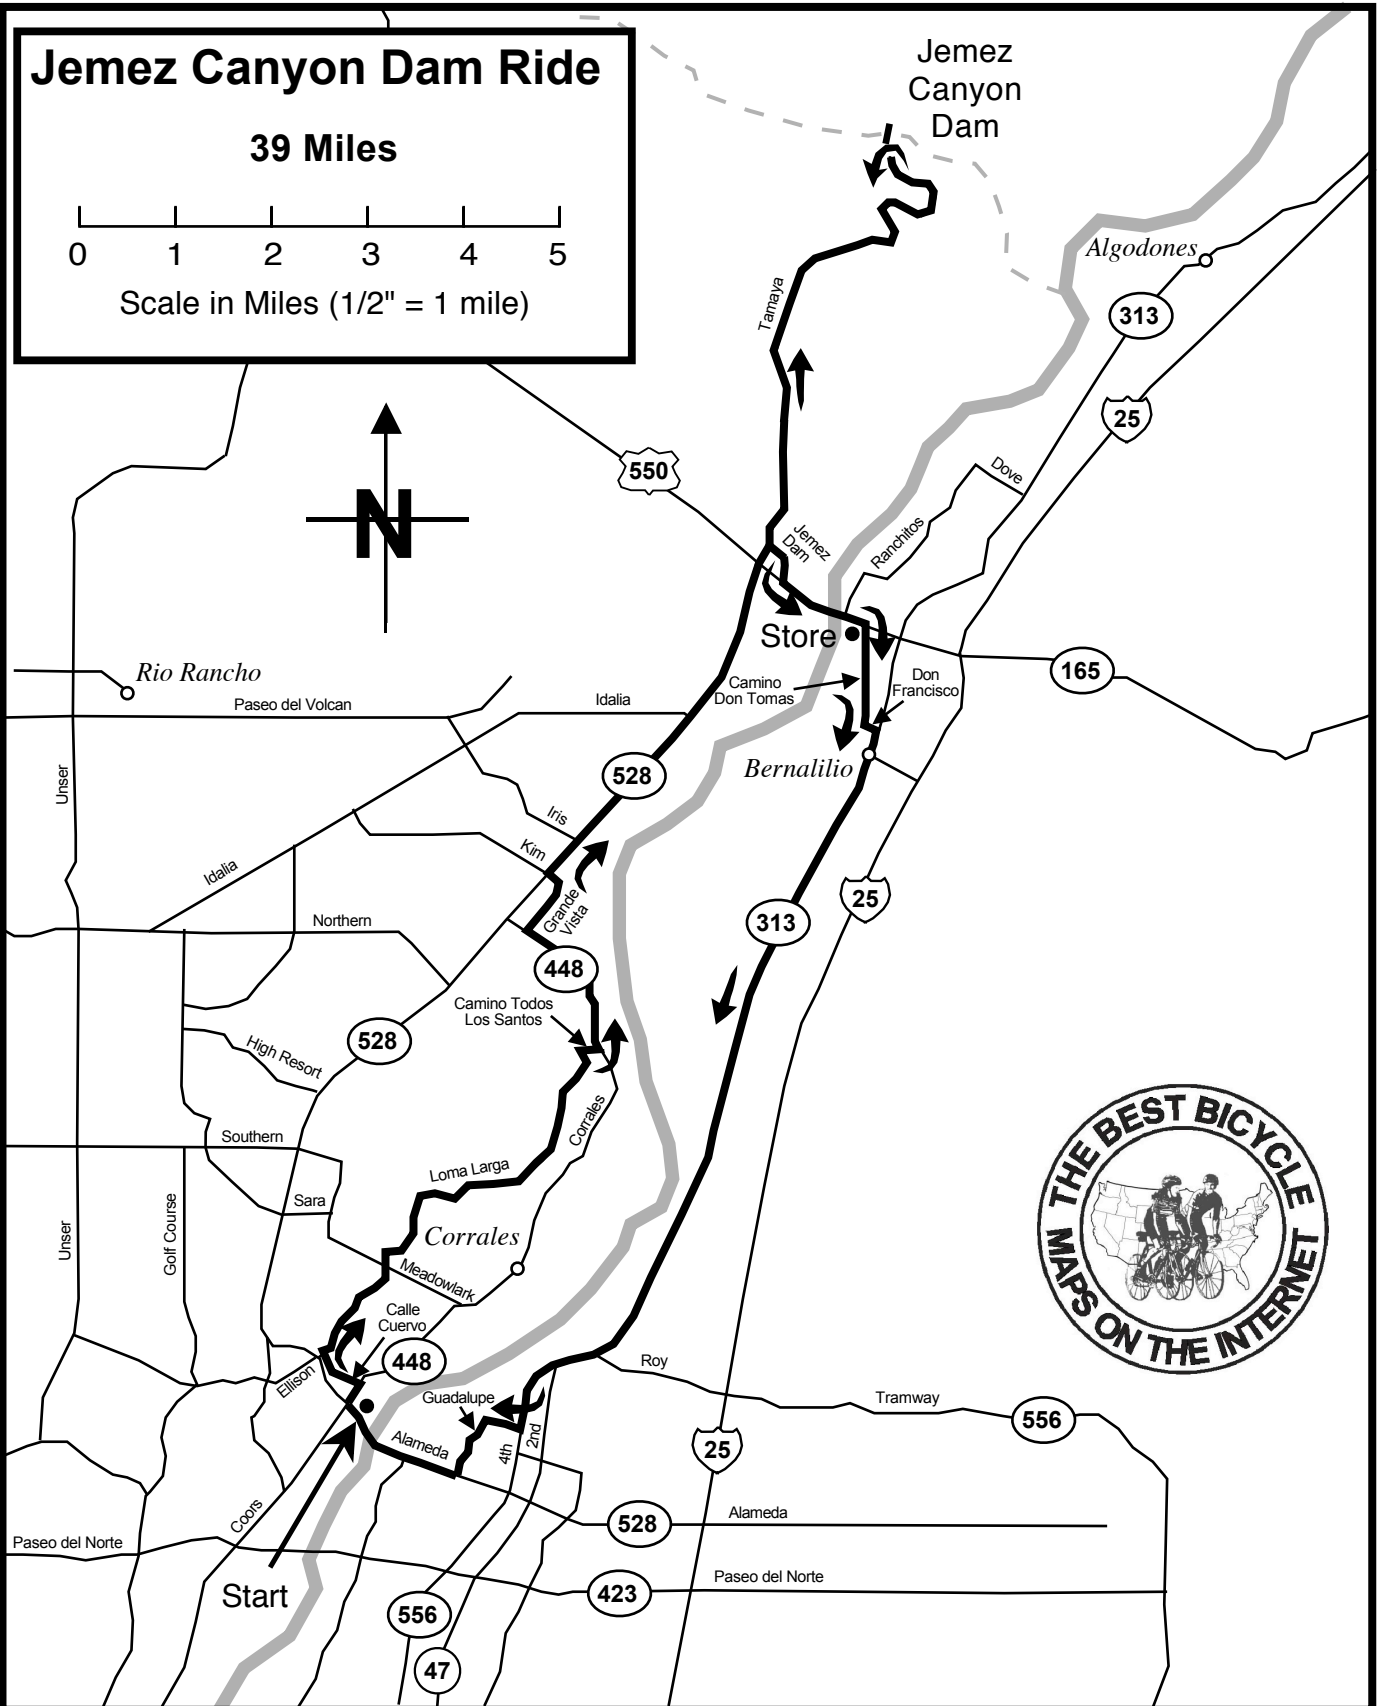 Jemez Canyon Dam Ride
39 Miles
0 1 2 3 4 5
Scale in Miles (1/2" = 1 mile)
Jemez
Canyon
Dam
Algodones
313
25
Tamaya
N
550
Dove
Ranchitos
Jemez
Dam
Store
165
Rio Rancho
Camino
Don Tomas
Don
Francisco
Paseo del Volcan
Idalia
Bernalilio
Unser
528
Iris
Kim
Idalia
Grande
Vista
25
Northern
313
448
Camino Todos
Los Santos
528
High Resort
Corrales
Southern
Loma Larga
Sara
Golf Course
Unser
Corrales
Meadowlark
THE BEST BICYCLE
MAPS ON THE INTERNET
Calle
Cuervo
448
Ellison
Roy
Guadalupe
Tramway
556
Alameda
4th
2nd
25
Coors
528
Alameda
Paseo del Norte
Start
423
Paseo del Norte
556
47